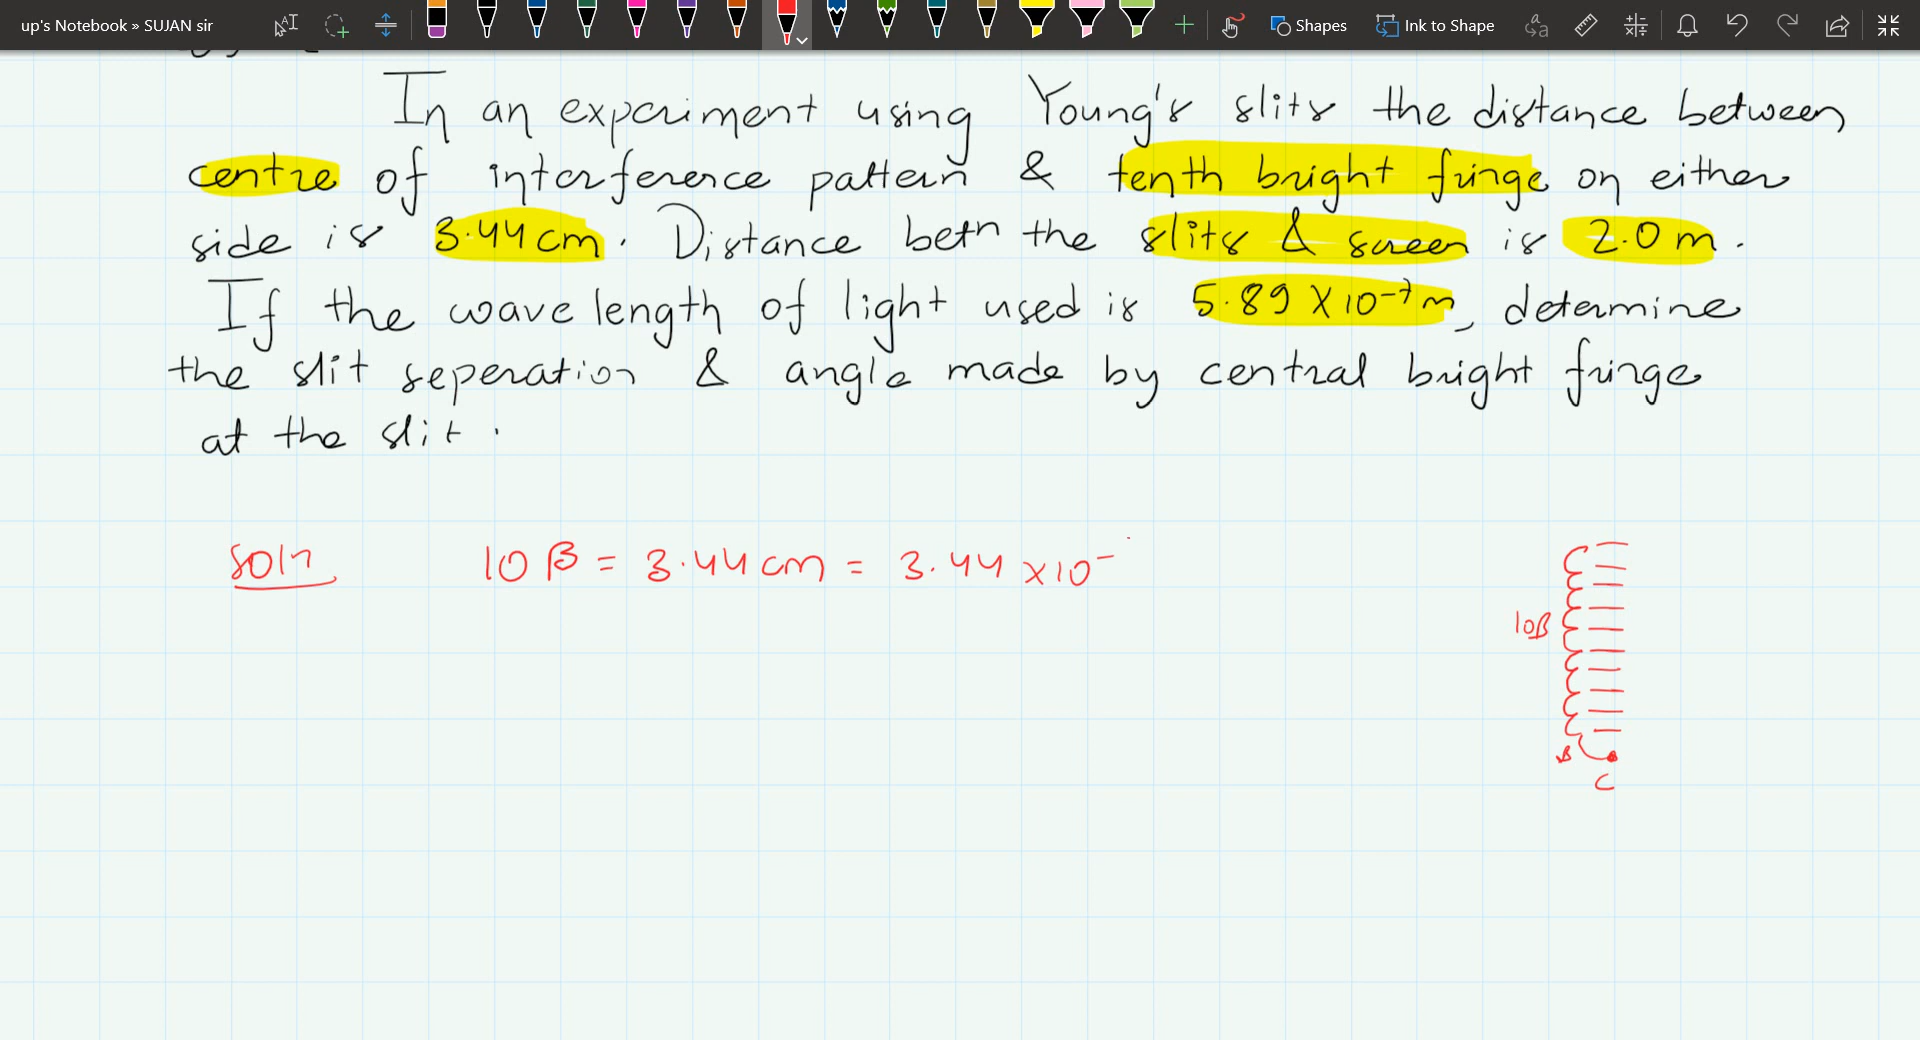 up's Notebook » SUJAN sir
Shapes
Ink to Shape
In an experiment using Young's slits the distance between
centre of interference pattern & tenth bright fringe on either
side is 3.44 cm. Distance betn the slits & screen is 2.0 m.
If the wavelength of light used is 5.89 X 10⁻⁷ m, determine
the slit seperation & angle made by central bright fringe
at the slit.
Soln 10 β = 3.44 cm = 3.44 × 10⁻
10β
β
C